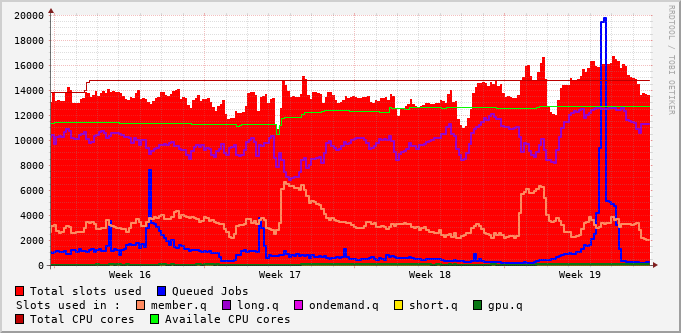 20000
18000
16000
14000
12000
10000
8000
6000
4000
2000
0
Week 16 Week 17 Week 18 Week 19
RRDTOOL / TOBI OETIKER
Total slots used Queued Jobs
Slots used in : member.q long.q ondemand.q short.q gpu.q
Total CPU cores Availale CPU cores